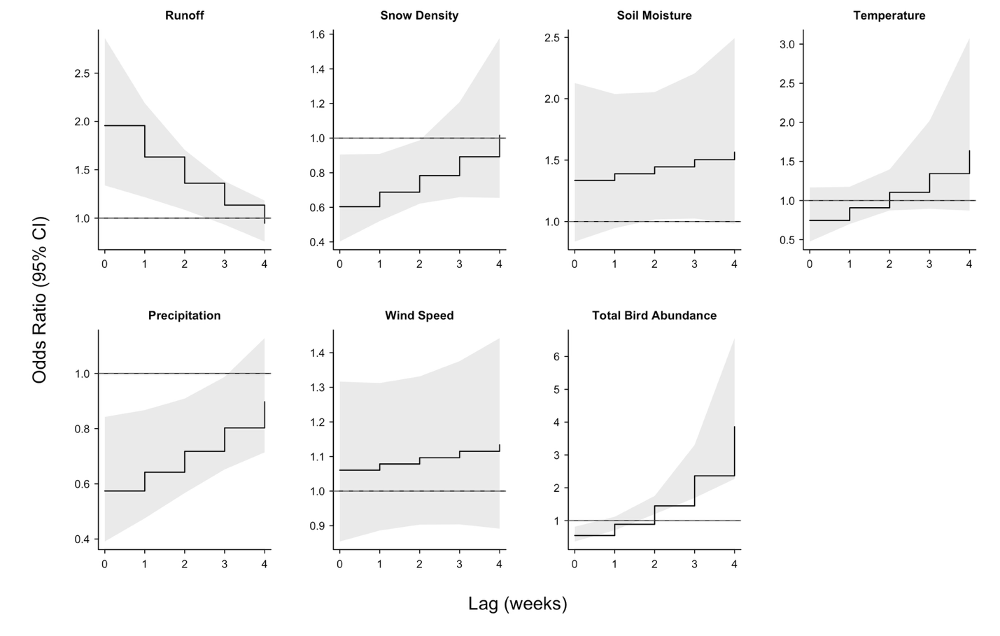 Runoff
Snow Density
Soil Moisture
Temperature
2.5
2.0
1.5
1.0
0 1 2 3 4
1.6
1.4
1.2
1.0
0.8
0.6
0.4
0 1 2 3 4
2.5
2.0
1.5
1.0
0 1 2 3 4
3.0
2.5
2.0
1.5
1.0
0.5
0 1 2 3 4
Odds Ratio (95% CI)
Precipitation
Wind Speed
Total Bird Abundance
1.0
0.8
0.6
0.4
0 1 2 3 4
1.4
1.3
1.2
1.1
1.0
0.9
0 1 2 3 4
6
5
4
3
2
1
0 1 2 3 4
Lag (weeks)